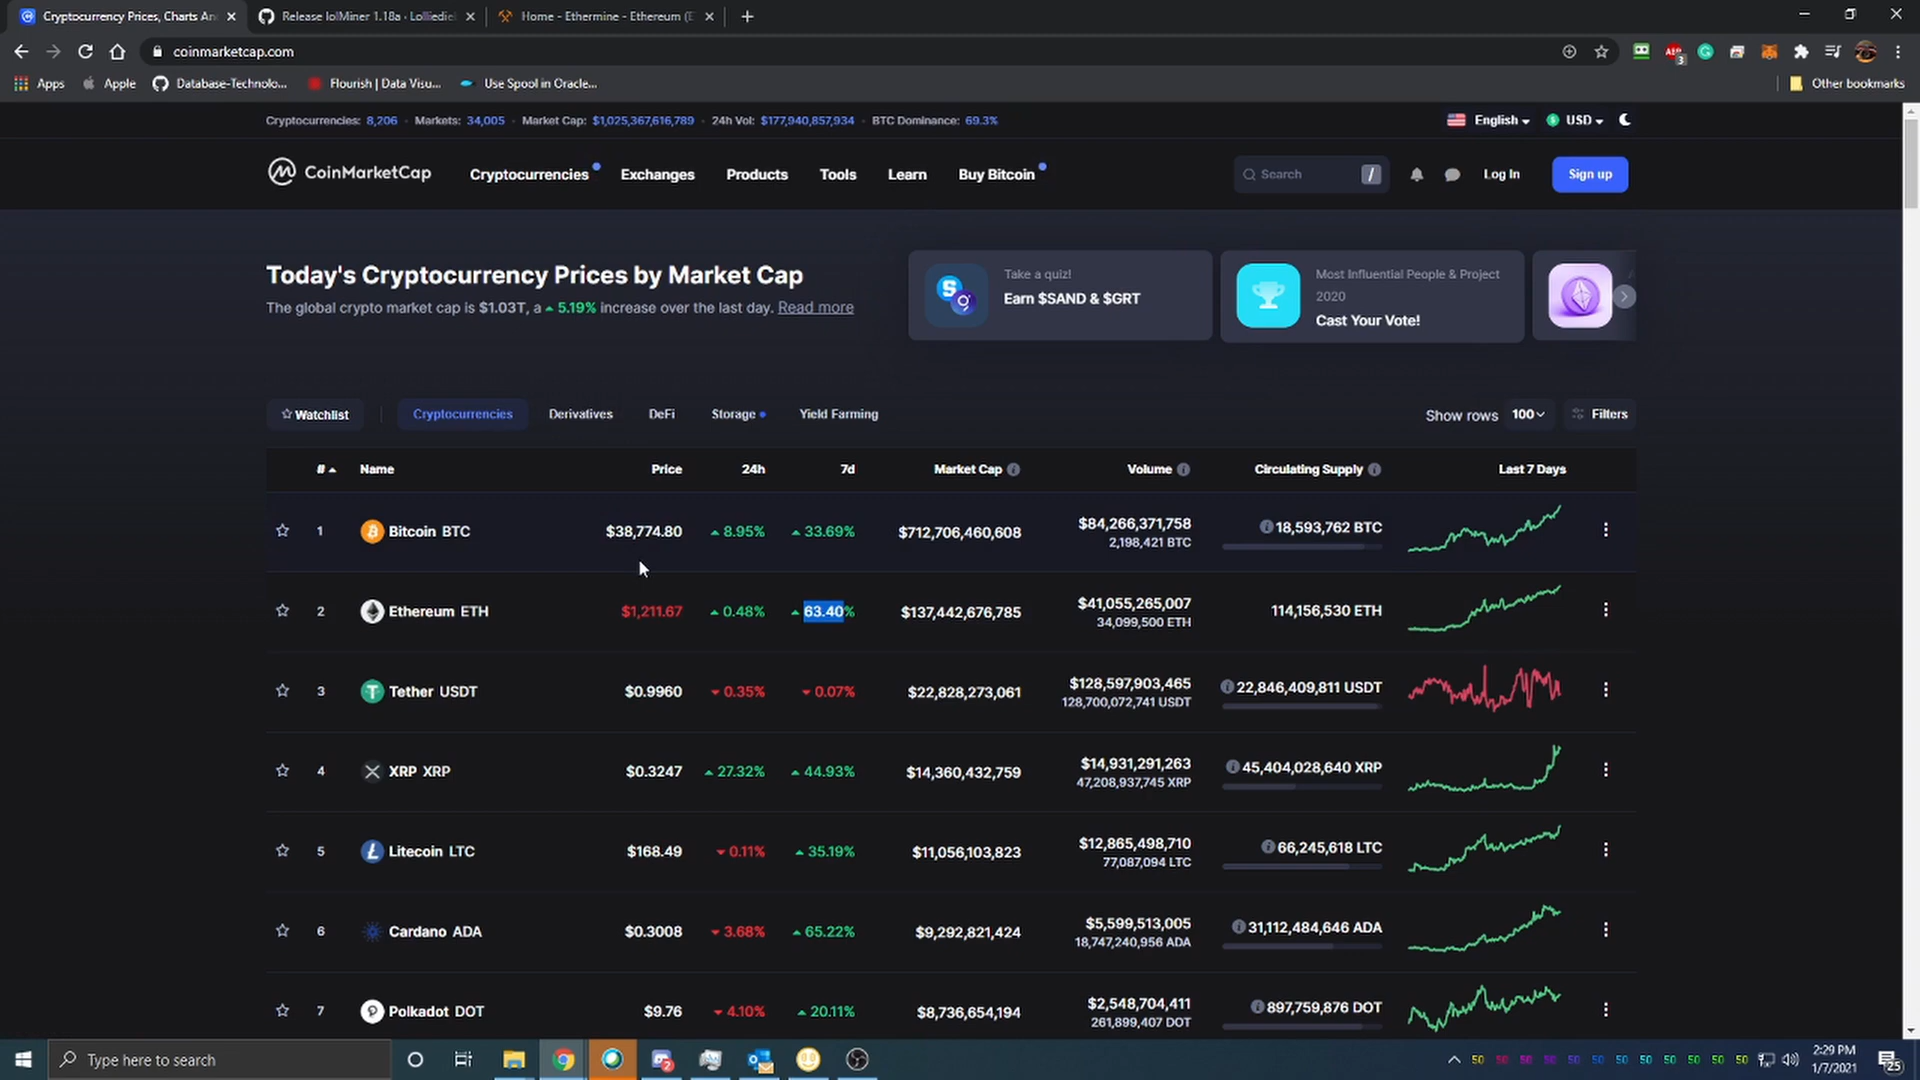 Cryptocurrency Prices, Charts An
Release lolMiner 1.18a · Lolliedieb
Home - Ethermine - Ethereum (E
coinmarketcap.com
3
Apps
Apple
Database-Technolo...
Flourish | Data Visu...
Use Spool in Oracle...
Other bookmarks
Cryptocurrencies: 8,206 · Markets: 34,005 · Market Cap: $1,025,367,616,789 · 24h Vol: $177,940,857,934 · BTC Dominance: 69.3%
English
USD
CoinMarketCap
Cryptocurrencies
Exchanges
Products
Tools
Learn
Buy Bitcoin
Search
/
Log In
Sign up
Today's Cryptocurrency Prices by Market Cap
The global crypto market cap is $1.03T, a 5.19% increase over the last day. Read more
Take a quiz!
Earn $SAND & $GRT
Most Influential People & Project
2020
Cast Your Vote!
Watchlist
Cryptocurrencies
Derivatives
DeFi
Storage
Yield Farming
Show rows
100
Filters
# Name Price 24h 7d Market Cap Volume Circulating Supply Last 7 Days
1 Bitcoin BTC $38,774.80 8.95% 33.69% $712,706,460,608 $84,266,371,758 18,593,762 BTC
2,198,421 BTC
2 Ethereum ETH $1,211.67 0.48% 63.40% $137,442,676,785 $41,055,265,007 114,156,530 ETH
34,099,500 ETH
3 Tether USDT $0.9960 0.35% 0.07% $22,828,273,061 $128,597,903,465 22,846,409,811 USDT
128,700,072,741 USDT
4 XRP XRP $0.3247 27.32% 44.93% $14,360,432,759 $14,931,291,263 45,404,028,640 XRP
47,208,937,745 XRP
5 Litecoin LTC $168.49 0.11% 35.19% $11,056,103,823 $12,865,498,710 66,245,618 LTC
77,087,094 LTC
6 Cardano ADA $0.3008 3.68% 65.22% $9,292,821,424 $5,599,513,005 31,112,484,646 ADA
18,747,240,956 ADA
7 Polkadot DOT $9.76 4.10% 20.11% $8,736,654,194 $2,548,704,411 897,759,876 DOT
261,899,407 DOT
Type here to search
2
50 50 50 50 50 50 50 50 50 50 50 50
2:29 PM
1/7/2021
25